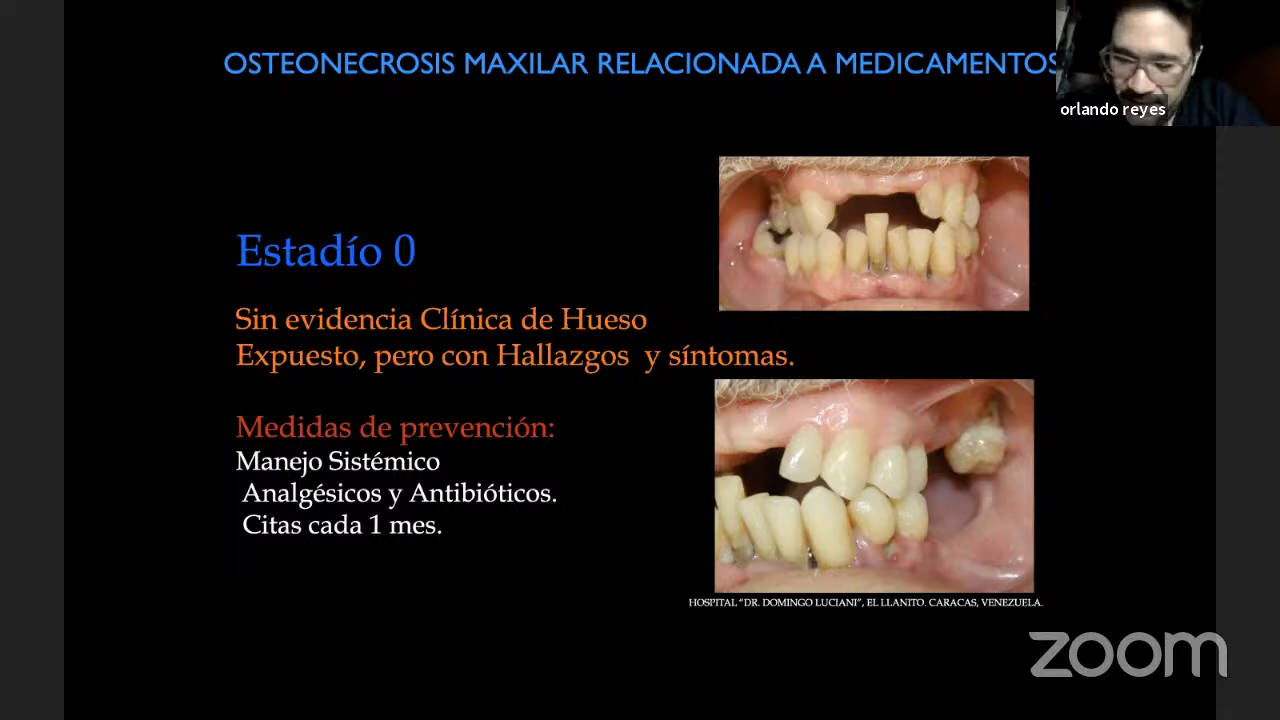 OSTEONECROSIS MAXILAR RELACIONADA A MEDICAMENTOS
orlando reyes
Estadío 0
Sin evidencia Clínica de Hueso
Expuesto, pero con Hallazgos y síntomas.
Medidas de prevención:
Manejo Sistémico
Analgésicos y Antibióticos.
Citas cada 1 mes.
HOSPITAL "DR. DOMINGO LUCIANI", EL LLANITO. CARACAS, VENEZUELA.
zoom